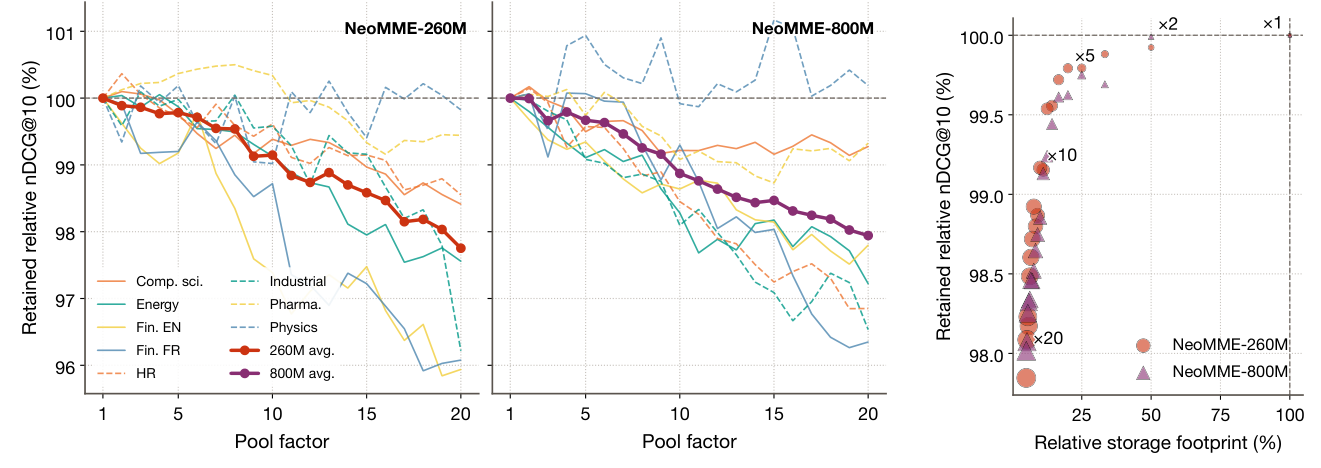 NeoMME-260M
101
100
99
98
97
96
Retained relative nDCG@10 (%)
Comp. sci.
Energy
Fin. EN
Fin. FR
HR
Industrial
Pharma.
Physics
260M avg.
800M avg.
1
5
10
15
20
Pool factor
NeoMME-800M
1
5
10
15
20
Pool factor
×1
×2
×5
×10
×20
100.0
99.5
99.0
98.5
98.0
Retained relative nDCG@10 (%)
NeoMME-260M
NeoMME-800M
25
50
75
100
Relative storage footprint (%)